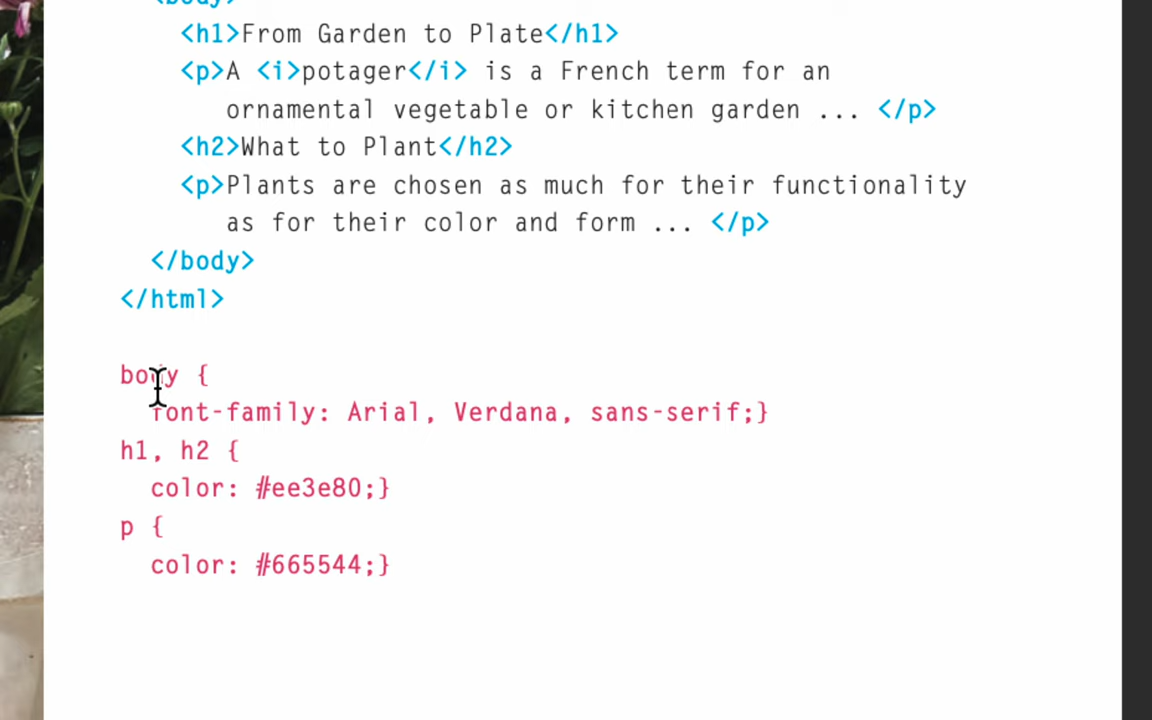 <body>
<h1>From Garden to Plate</h1>
<p>A <i>potager</i> is a French term for an
ornamental vegetable or kitchen garden ... </p>
<h2>What to Plant</h2>
<p>Plants are chosen as much for their functionality
as for their color and form ... </p>
</body>
</html>
body {
font-family: Arial, Verdana, sans-serif;}
h1, h2 {
color: #ee3e80;}
p {
color: #665544;}